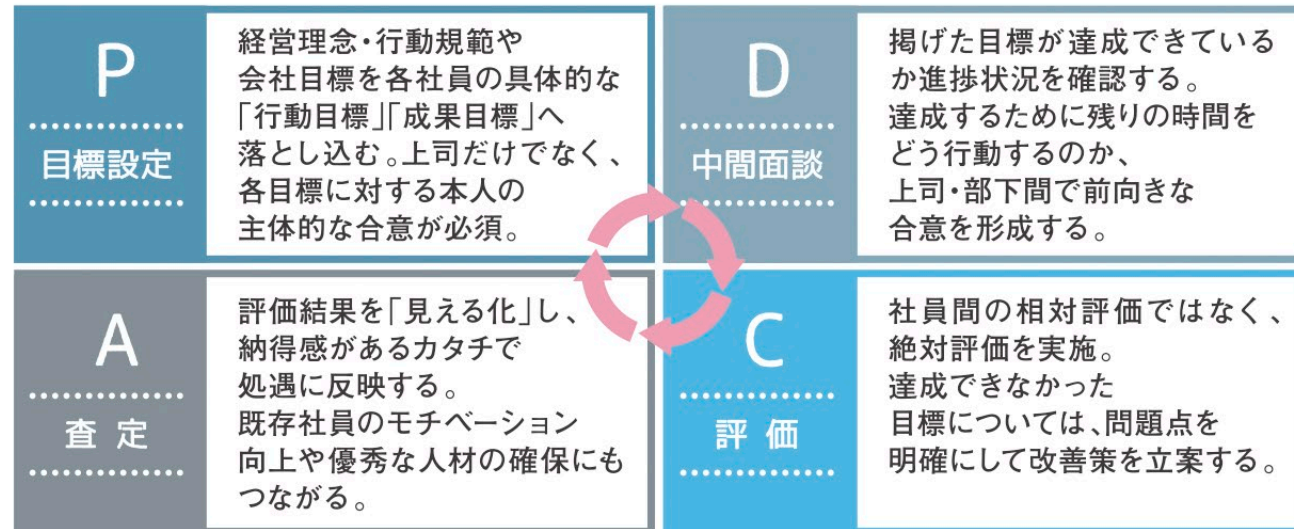 P
目標設定
経営理念・行動規範や
会社目標を各社員の具体的な
「行動目標」「成果目標」へ
落とし込む。上司だけでなく、
各目標に対する本人の
主体的な合意が必須。
D
中間面談
掲げた目標が達成できている
か進捗状況を確認する。
達成するために残りの時間を
どう行動するのか、
上司・部下間で前向きな
合意を形成する。
A
査定
評価結果を「見える化」し、
納得感があるカタチで
処遇に反映する。
既存社員のモチベーション
向上や優秀な人材の確保にも
つながる。
C
評価
社員間の相対評価ではなく、
絶対評価を実施。
達成できなかった
目標については、問題点を
明確にして改善策を立案する。